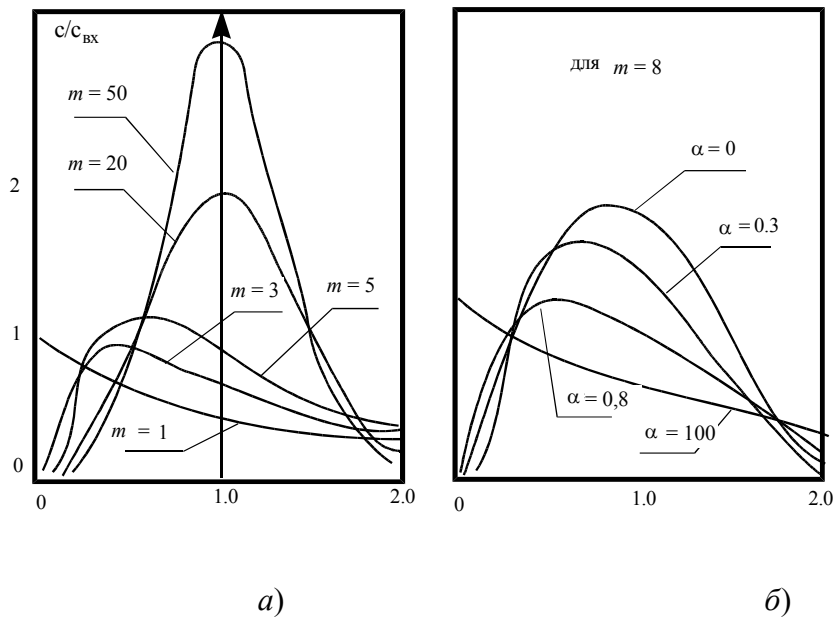 c/c вх
m = 50
m = 20
2
m = 3
m = 5
1
m = 1
0
0
1.0
2.0
а)
для m = 8
α = 0
α = 0.3
α = 0,8
α = 100
0
1.0
2.0
б)